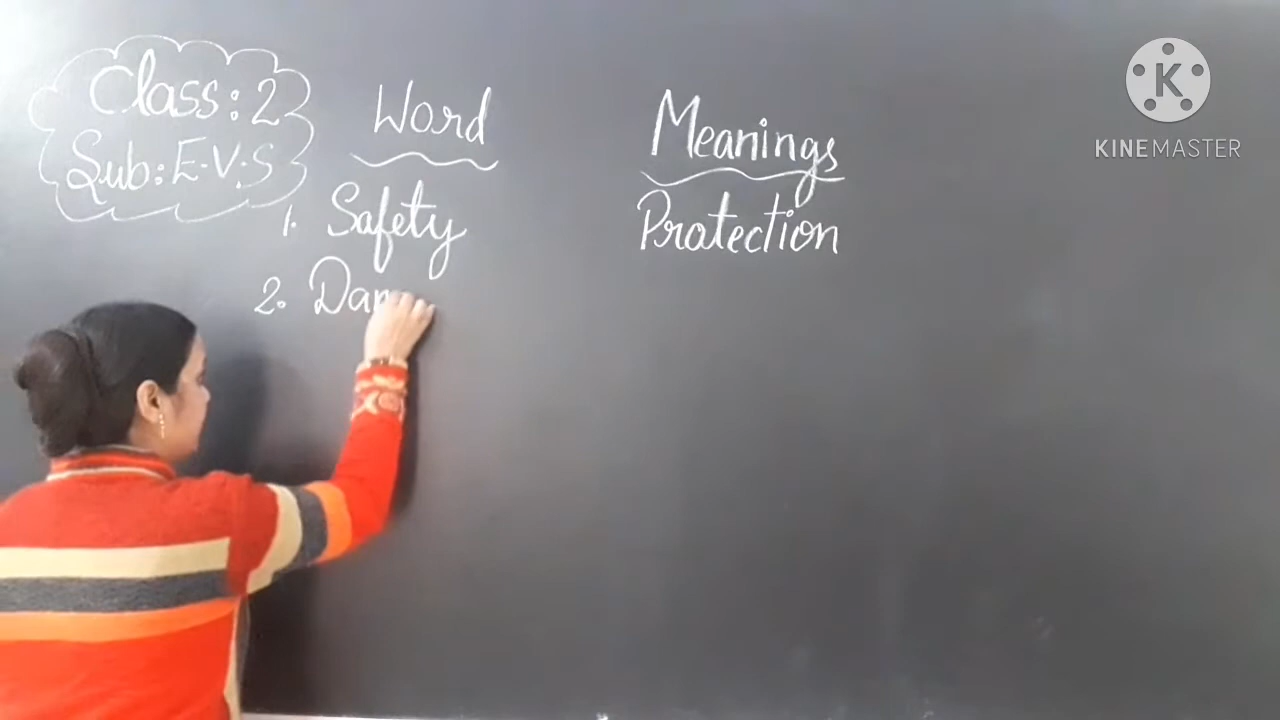 Class: 2
Sub: E.V.S
Word
Meanings
1. Safety
Protection
2. Dan
K
KINEMASTER